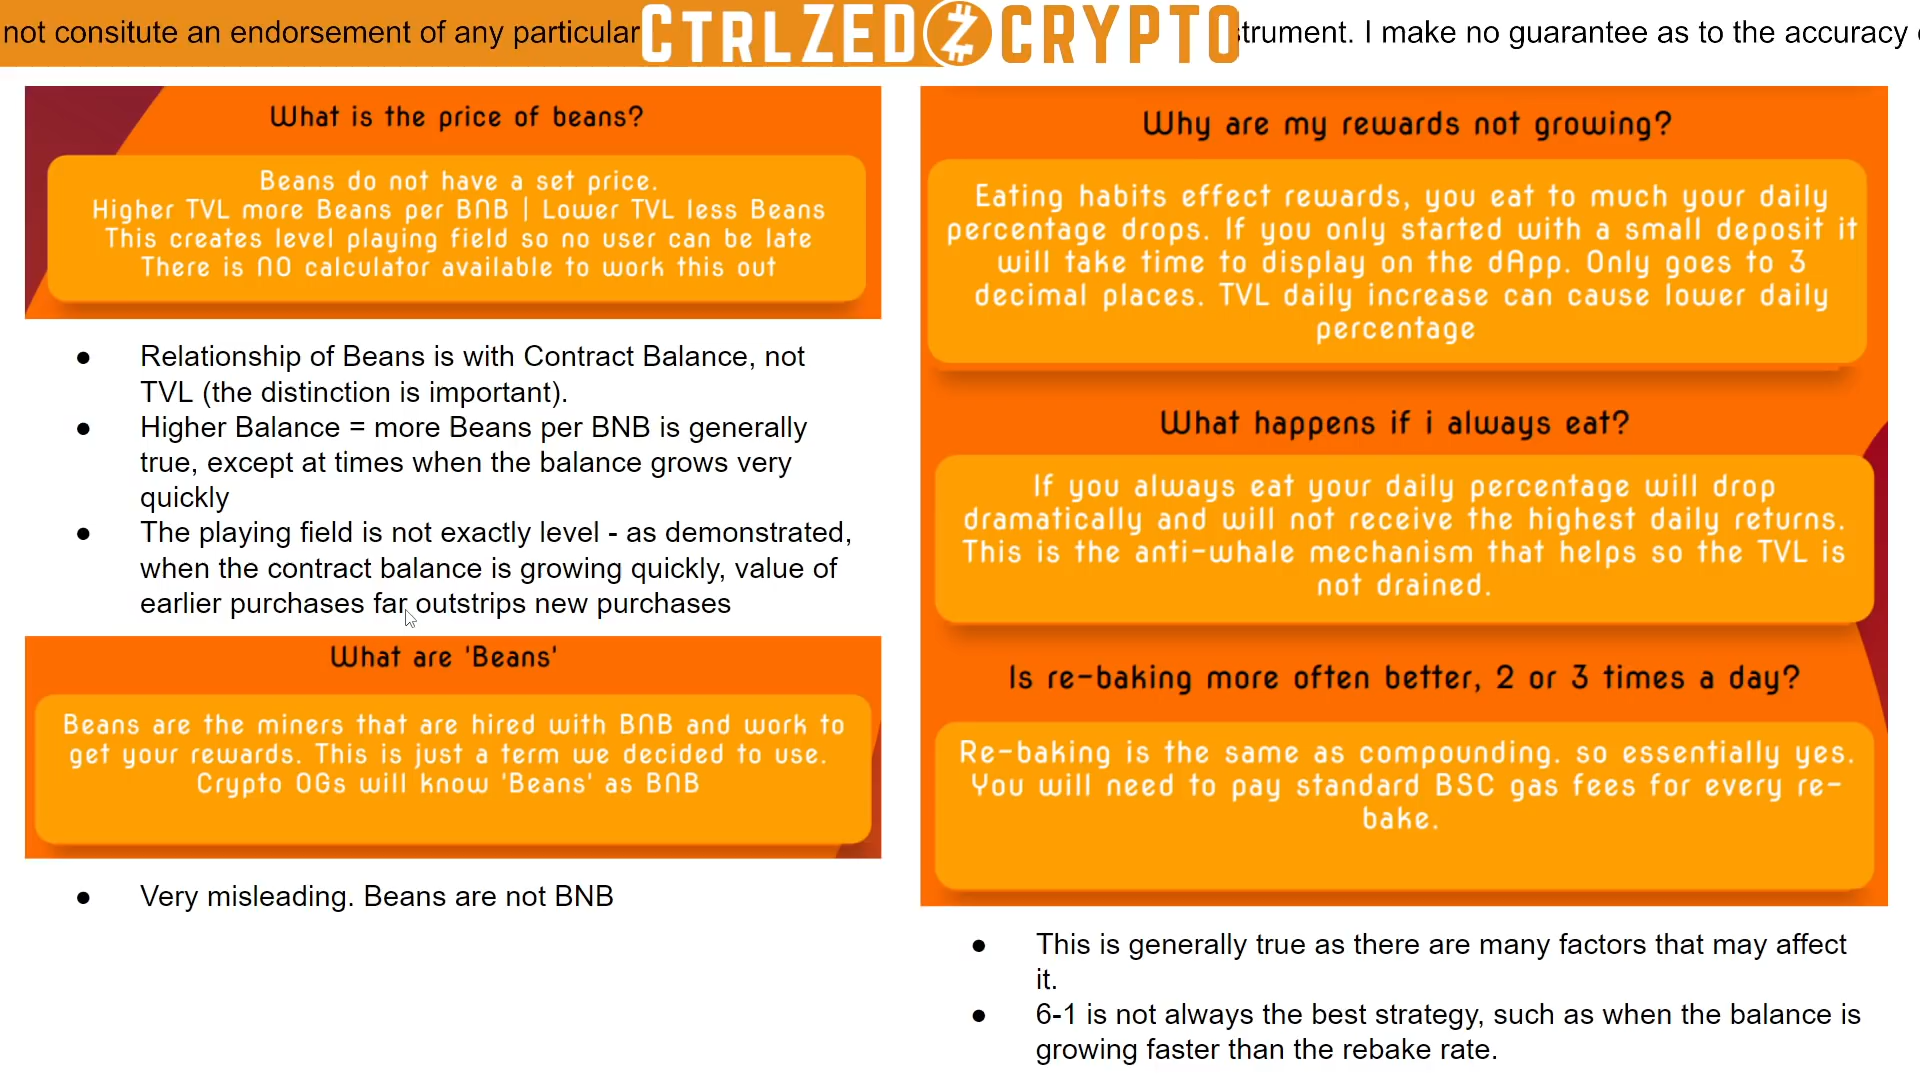 not consitute an endorsement of any particular
CTRLZED CRYPTO
strument. I make no guarantee as to the accuracy
What is the price of beans?
Beans do not have a set price.
Higher TVL more Beans per BNB | Lower TVL less Beans
This creates level playing field so no user can be late
There is NO calculator available to work this out
● Relationship of Beans is with Contract Balance, not
TVL (the distinction is important).
● Higher Balance = more Beans per BNB is generally
true, except at times when the balance grows very
quickly
● The playing field is not exactly level - as demonstrated,
when the contract balance is growing quickly, value of
earlier purchases far outstrips new purchases
What are 'Beans'
Beans are the miners that are hired with BNB and work to
get your rewards. This is just a term we decided to use.
Crypto OGs will know 'Beans' as BNB
● Very misleading. Beans are not BNB
Why are my rewards not growing?
Eating habits effect rewards, you eat to much your daily
percentage drops. If you only started with a small deposit it
will take time to display on the dApp. Only goes to 3
decimal places. TVL daily increase can cause lower daily
percentage
What happens if i always eat?
If you always eat your daily percentage will drop
dramatically and will not receive the highest daily returns.
This is the anti-whale mechanism that helps so the TVL is
not drained.
Is re-baking more often better, 2 or 3 times a day?
Re-baking is the same as compounding. so essentially yes.
You will need to pay standard BSC gas fees for every re-
bake.
● This is generally true as there are many factors that may affect
it.
● 6-1 is not always the best strategy, such as when the balance is
growing faster than the rebake rate.